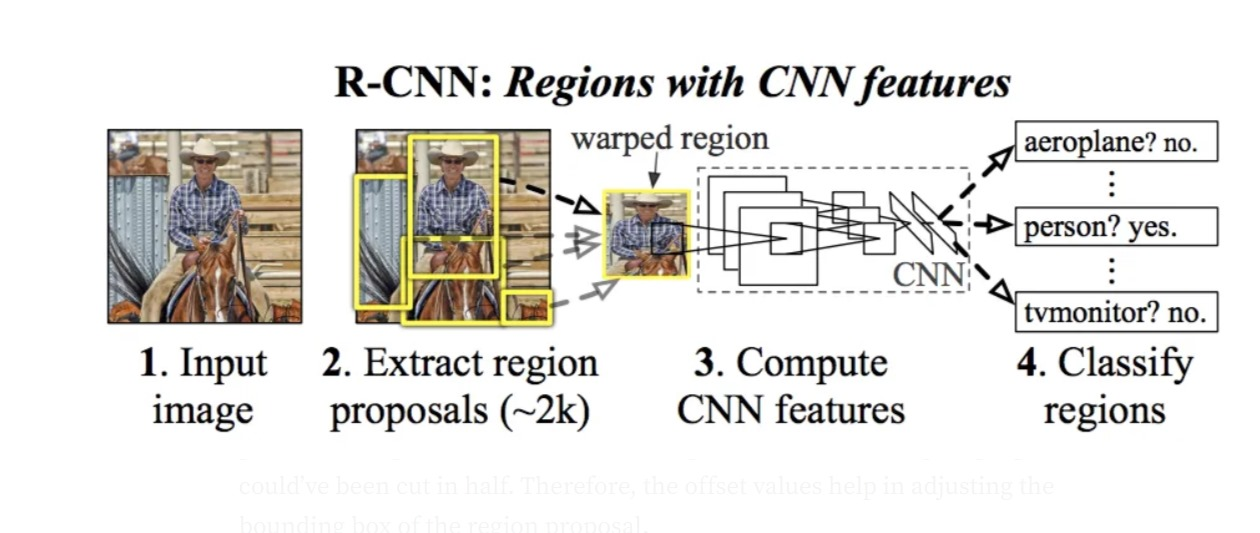 R-CNN: Regions with CNN features
warped region
aeroplane? no.
person? yes.
CNN
tvmonitor? no.
1. Input
image
2. Extract region
proposals (~2k)
3. Compute
CNN features
4. Classify
regions
could've been cut in half. Therefore, the offset values help in adjusting the
bounding box of the region proposal.